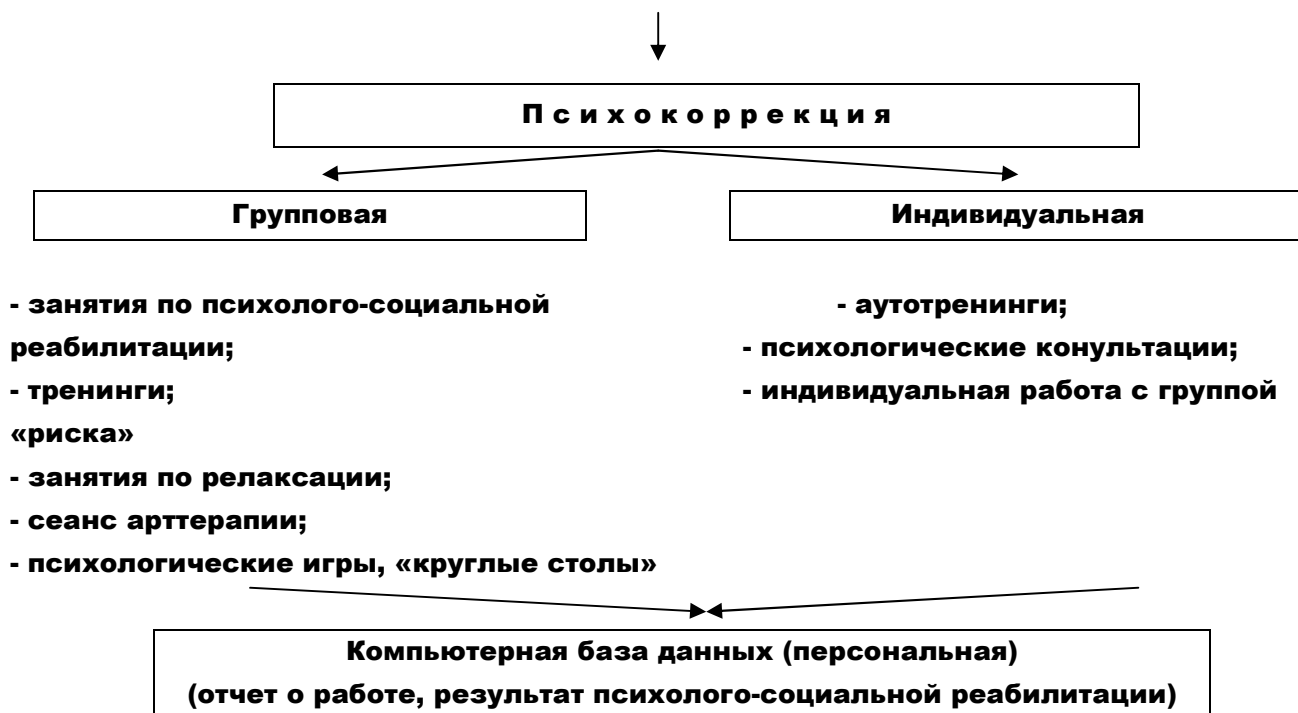 П с и х о к о р р е к ц и я
Групповая
Индивидуальная
- занятия по психолого-социальной
реабилитации;
- тренинги;
«риска»
- занятия по релаксации;
- сеанс арттерапии;
- психологические игры, «круглые столы»
- аутотренинги;
- психологические конультации;
- индивидуальная работа с группой
Компьютерная база данных (персональная)
(отчет о работе, результат психолого-социальной реабилитации)